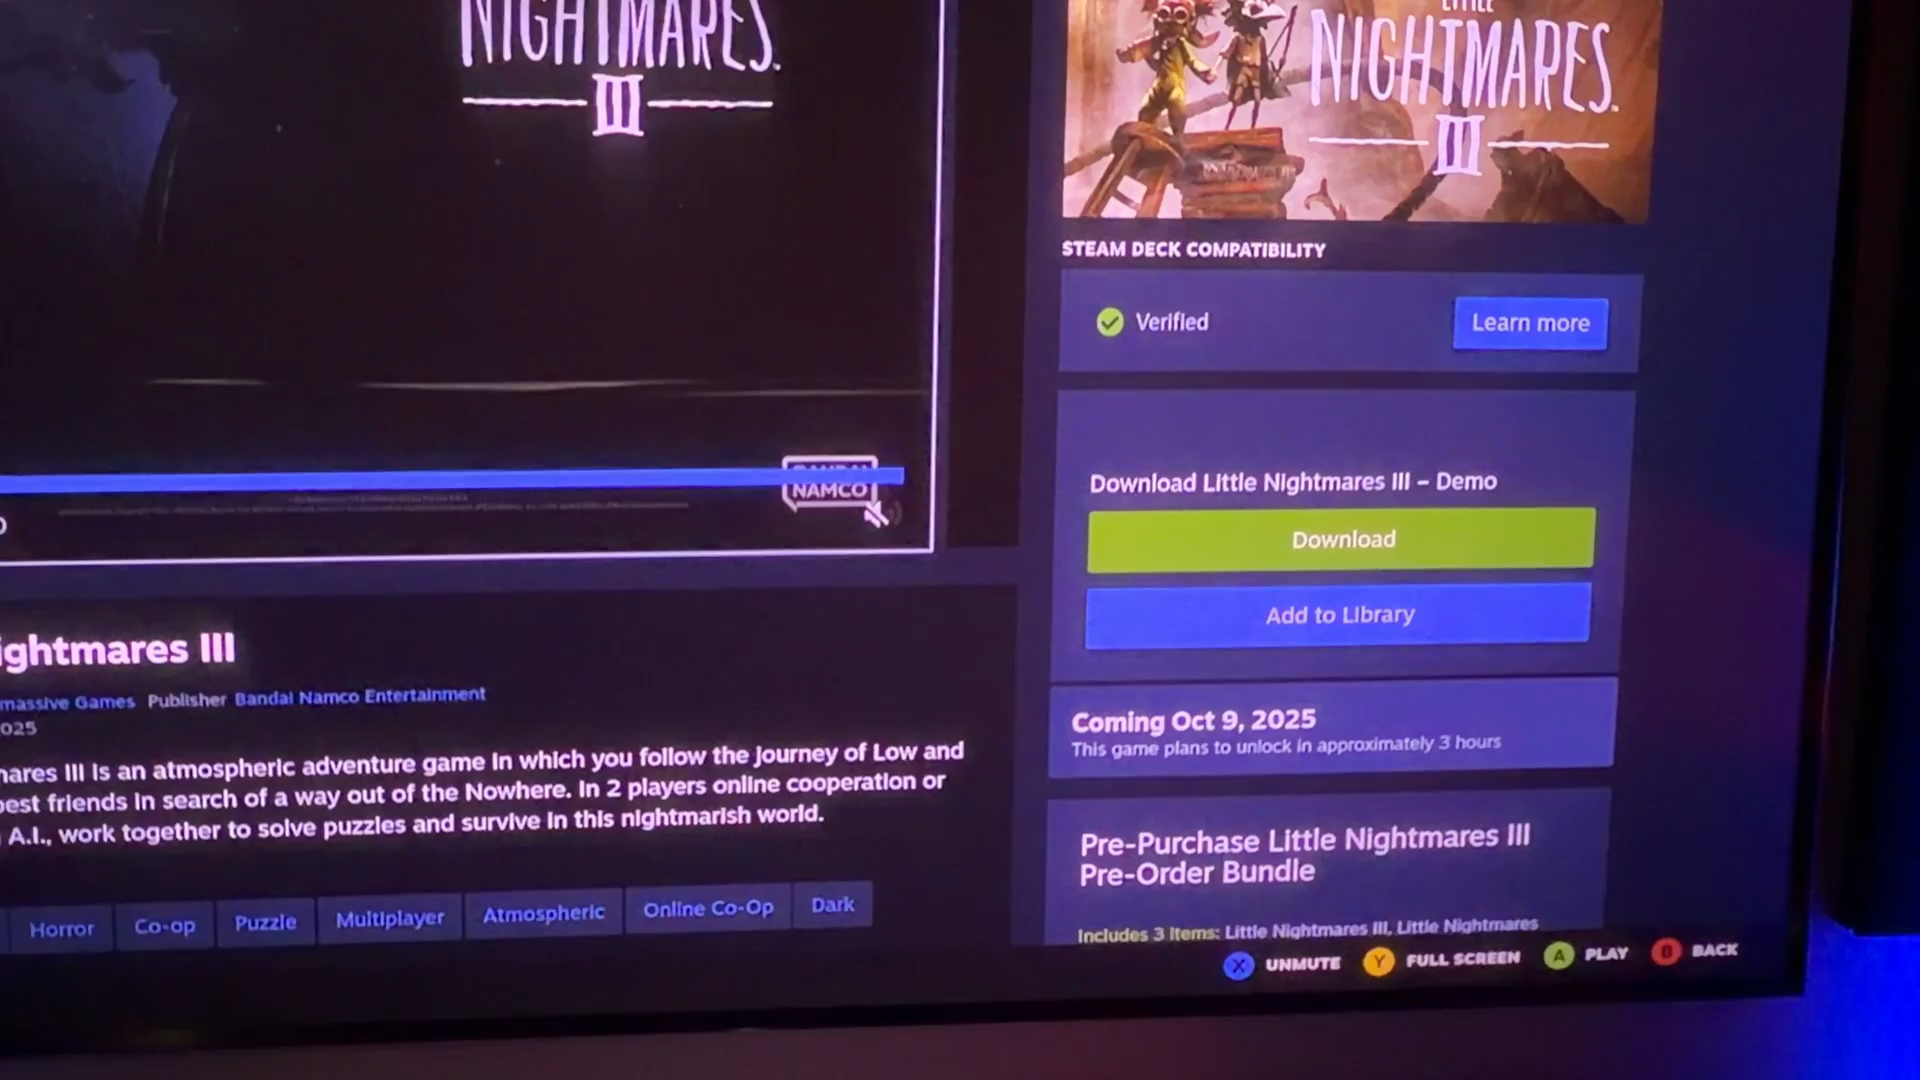 NIGHTMARES
III
LITTLE
NIGHTMARES
III
STEAM DECK COMPATIBILITY
Verified
Learn more
NAMCO
Download Little Nightmares III – Demo
Download
Add to Library
ightmares III
massive Games Publisher Bandai Namco Entertainment
025
nares III is an atmospheric adventure game in which you follow the journey of Low and
best friends in search of a way out of the Nowhere. In 2 players online cooperation or
A.I., work together to solve puzzles and survive in this nightmarish world.
Horror Co-op Puzzle Multiplayer Atmospheric Online Co-Op Dark
Coming Oct 9, 2025
This game plans to unlock in approximately 3 hours
Pre-Purchase Little Nightmares III
Pre-Order Bundle
Includes 3 items: Little Nightmares III, Little Nightmares
X UNMUTE Y FULL SCREEN A PLAY B BACK